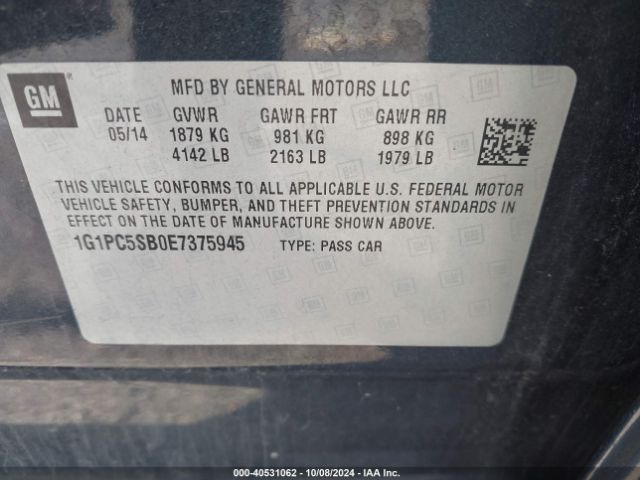 GM ®
MFD BY GENERAL MOTORS LLC
DATE GVWR GAWR FRT GAWR RR
05/14 1879 KG 981 KG 898 KG
4142 LB 2163 LB 1979 LB
THIS VEHICLE CONFORMS TO ALL APPLICABLE U.S. FEDERAL MOTOR
VEHICLE SAFETY, BUMPER, AND THEFT PREVENTION STANDARDS IN
EFFECT ON THE DATE OF MANUFACTURE SHOWN ABOVE.
1G1PC5SB0E7375945 TYPE: PASS CAR
000-40531062 - 10/08/2024 - IAA Inc.